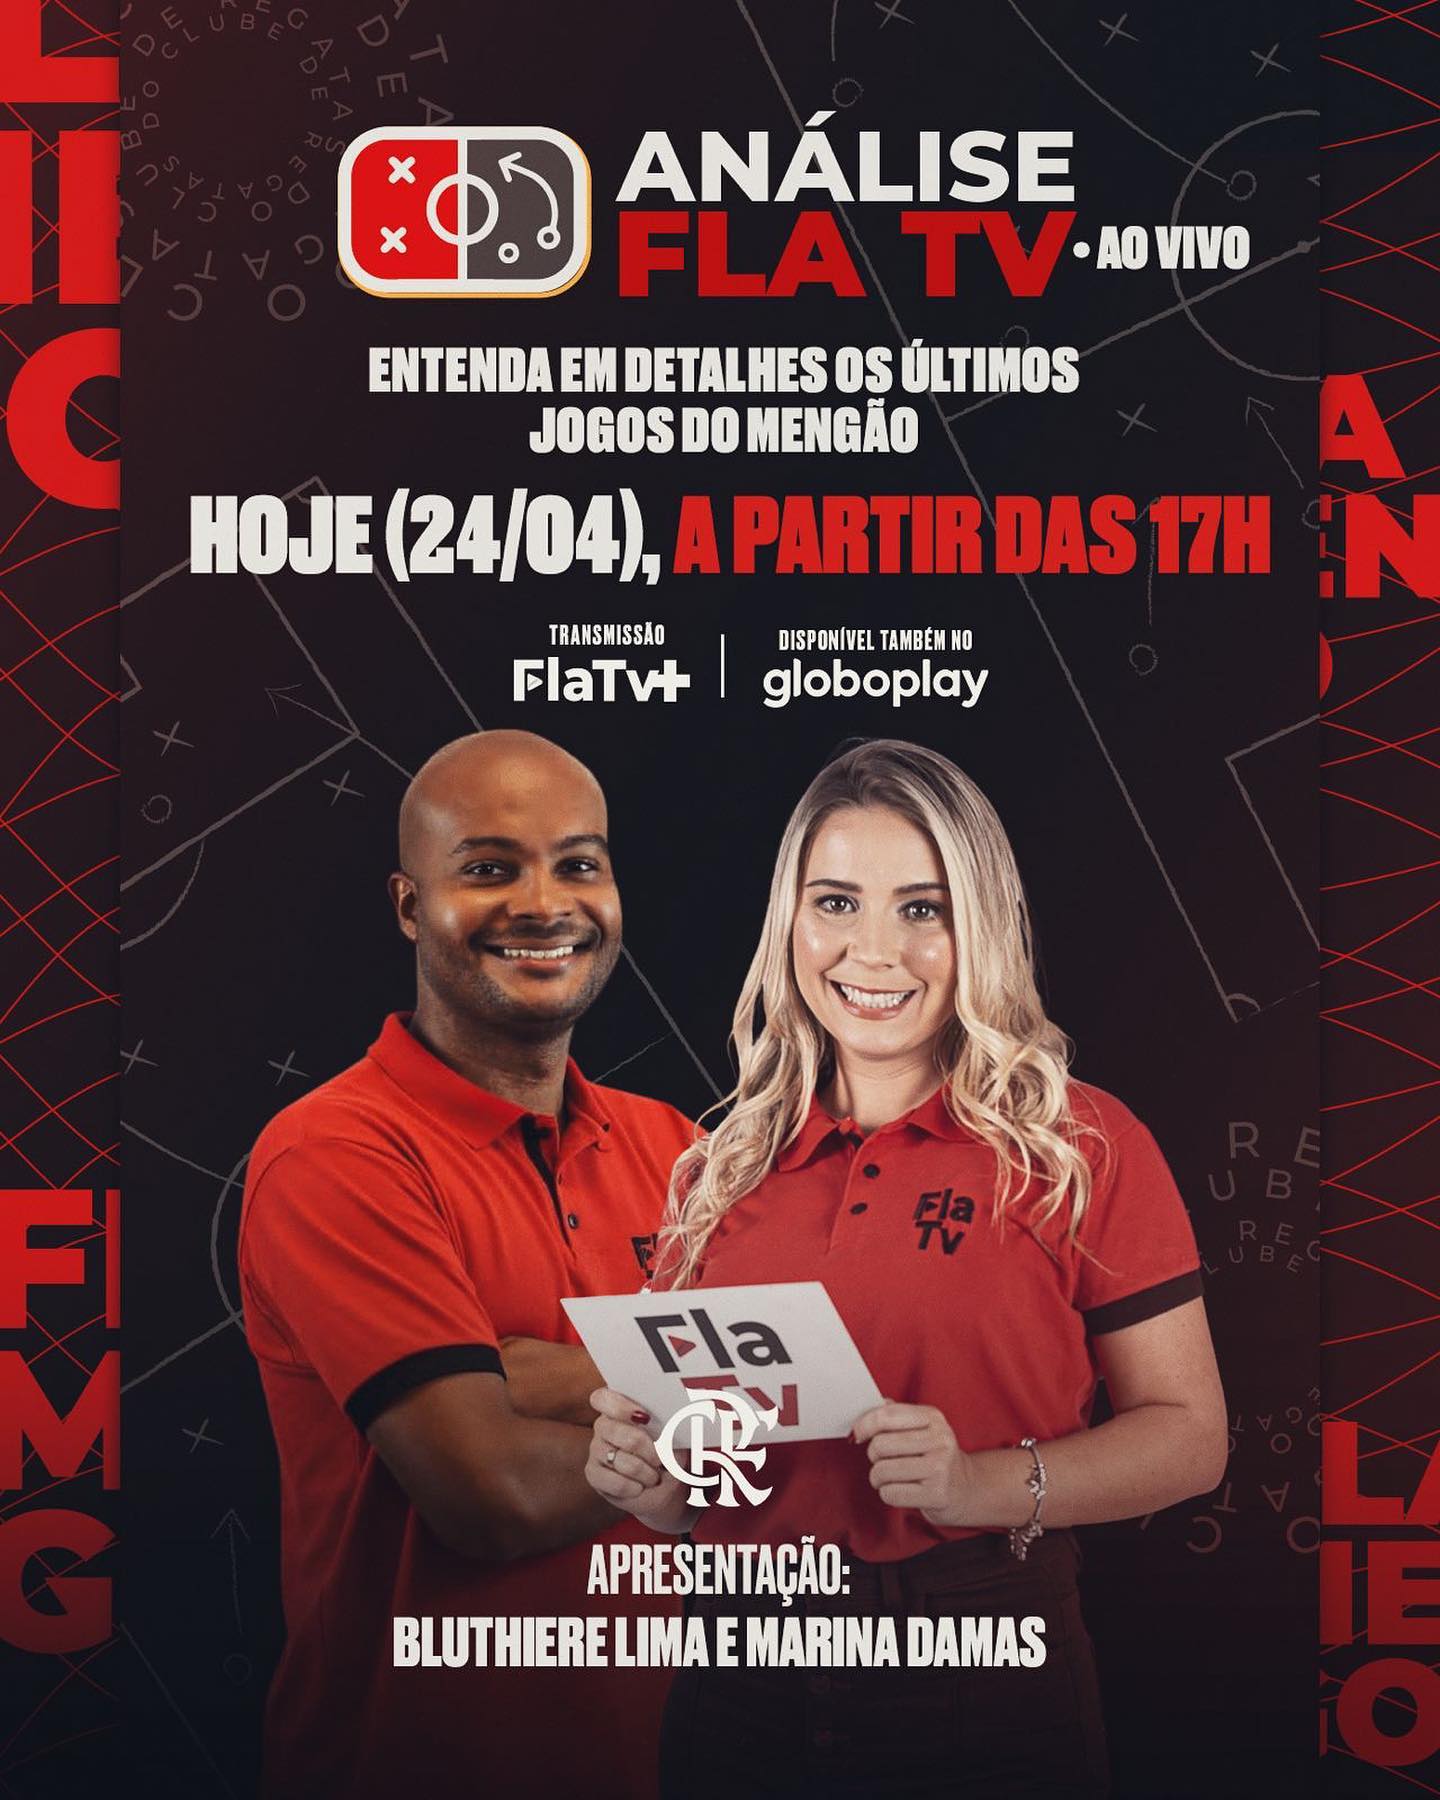 ANÁLISE
FLA TV • AO VIVO
ENTENDA EM DETALHES OS ÚLTIMOS
JOGOS DO MENGÃO
HOJE (24/04), A PARTIR DAS 17H
TRANSMISSÃO
FlaTv+
DISPONÍVEL TAMBÉM NO
globoplay
Fla
Tv
Fla
Tv
CRF
APRESENTAÇÃO:
BLUTHIERE LIMA E MARINA DAMAS